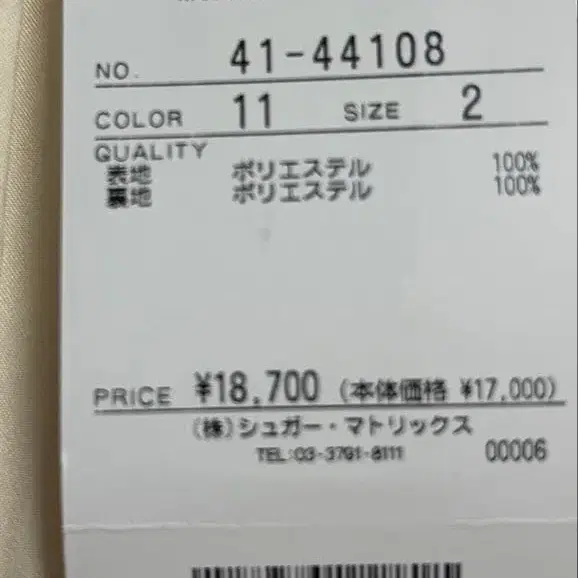 NO. 41-44108
COLOR 11 SIZE 2
QUALITY
表地 ポリエステル 100%
裏地 ポリエステル 100%
PRICE ¥18,700 (本体価格 ¥17,000)
(株)シュガー・マトリックス
TEL:03-3791-8111 00006